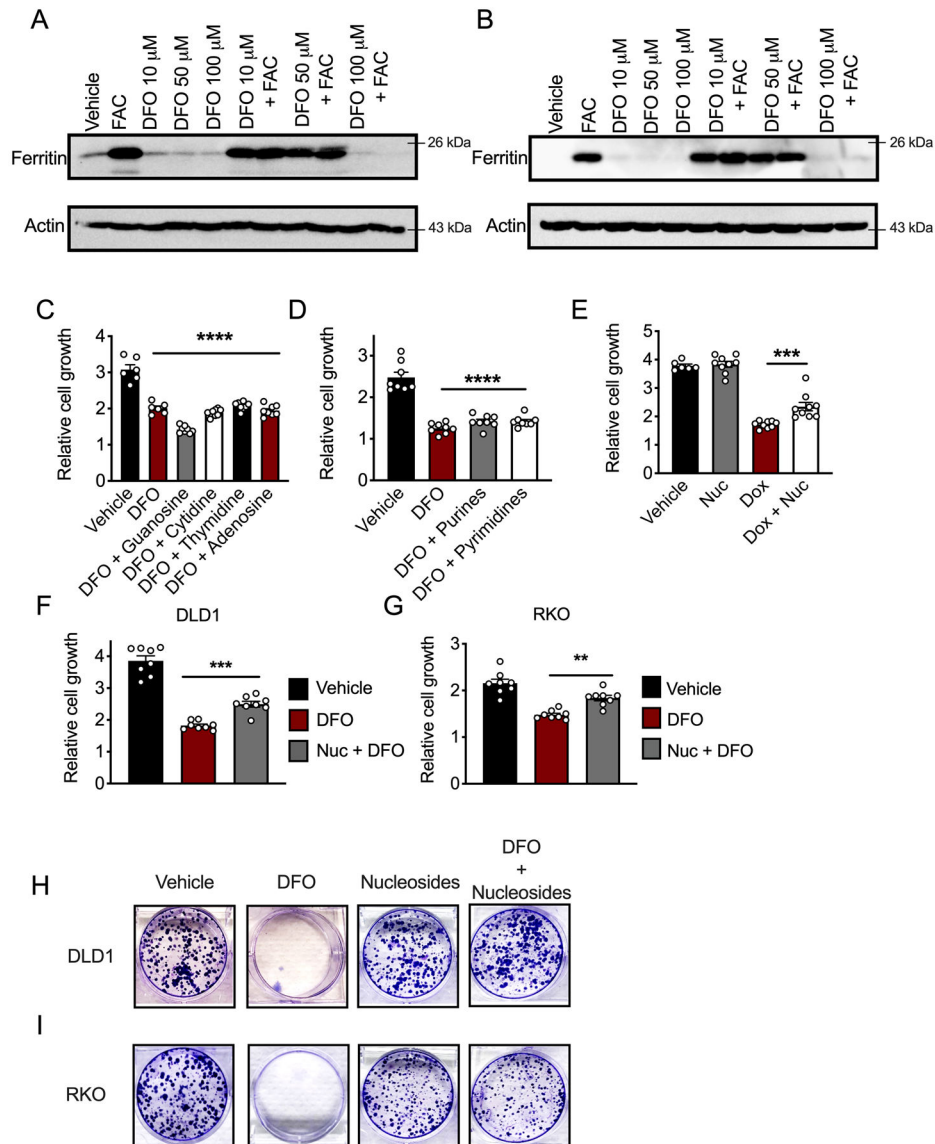 A
Vehicle
FAC
DFO 10 µM
DFO 50 µM
DFO 100 µM
DFO 10 µM
+ FAC
DFO 50 µM
+ FAC
DFO 100 µM
+ FAC
Ferritin
26 kDa
Actin
43 kDa
B
Vehicle
FAC
DFO 10 µM
DFO 50 µM
DFO 100 µM
DFO 10 µM
+ FAC
DFO 50 µM
+ FAC
DFO 100 µM
+ FAC
Ferritin
26 kDa
Actin
43 kDa
C
Relative cell growth
4
3
2
1
0
****
Vehicle
DFO
DFO + Guanosine
DFO + Cytidine
DFO + Thymidine
DFO + Adenosine
D
Relative cell growth
3
2
1
0
****
Vehicle
DFO
DFO + Purines
DFO + Pyrimidines
E
Relative cell growth
5
4
3
2
1
0
***
Vehicle
Nuc
Dox
Dox + Nuc
F
DLD1
Relative cell growth
4
3
2
1
0
***
Vehicle
DFO
Nuc + DFO
G
RKO
Relative cell growth
3
2
1
0
**
Vehicle
DFO
Nuc + DFO
H
Vehicle
DFO
Nucleosides
DFO
+
Nucleosides
DLD1
I
RKO